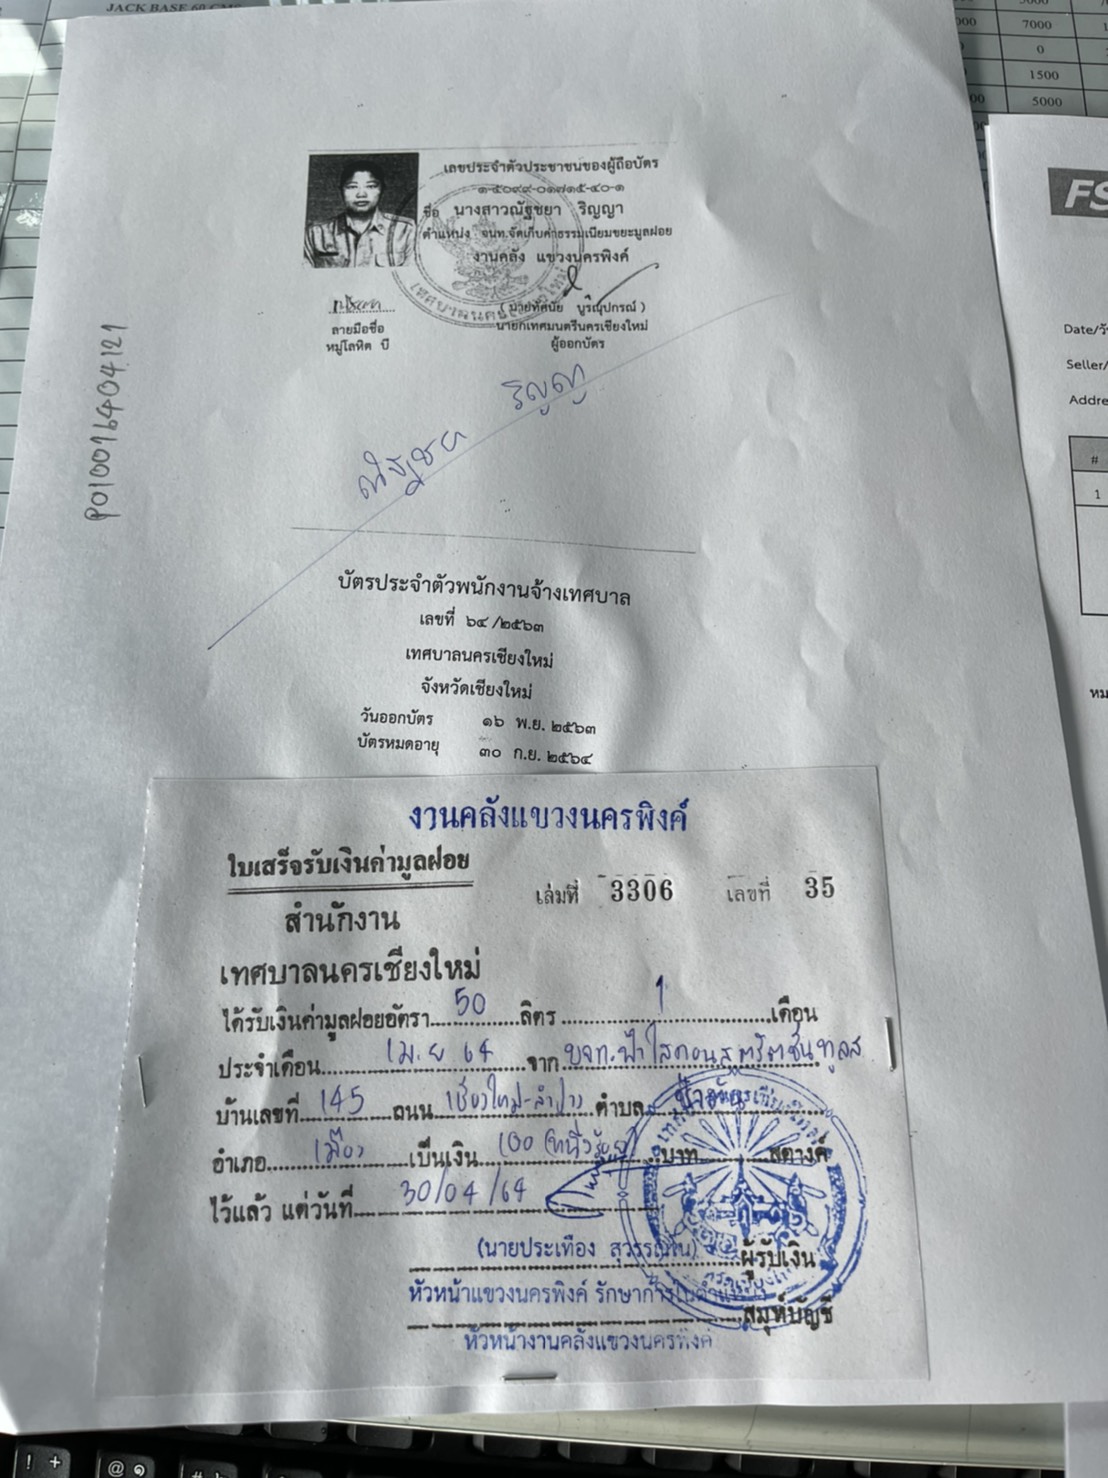 JACK BASE 60 CMS
7000
0
1500
5000
เลขประจำตัวประชาชนของผู้ถือบัตร
๑-๕๐๙๙-๐๑๗๑๕-๔๐-๑
ชื่อ นางสาวณัฐชยา ริญญา
ตำแหน่ง จนท.จัดเก็บค่าธรรมเนียมขยะมูลฝอย
งานคลัง แขวงนครพิงค์
(นายทัศนัย บูรณุปกรณ์)
ลายมือชื่อ
นายกเทศมนตรีนครเชียงใหม่
หมู่โลหิต บี
ผู้ออกบัตร
ณัฐชยา ริญญา
PO100916404121
บัตรประจำตัวพนักงานจ้างเทศบาล
เลขที่ ๖๔/๒๕๖๓
เทศบาลนครเชียงใหม่
จังหวัดเชียงใหม่
วันออกบัตร ๑๖ พ.ย. ๒๕๖๓
บัตรหมดอายุ ๓๐ ก.ย. ๒๕๖๔
งานคลังแขวงนครพิงค์
ใบเสร็จรับเงินค่ามูลฝอย
เล่มที่ 3306 เลขที่ 35
สำนักงาน
เทศบาลนครเชียงใหม่
ได้รับเงินค่ามูลฝอยอัตรา 50 ลิตร 1 เดือน
ประจำเดือน เม.ย 64 จาก บจก.ฟ้าใสคอนสตรัคชั่นทูลส
บ้านเลขที่ 145 ถนน เชียงใหม่-ลำปาง ตำบล
อำเภอ เมือง เป็นเงิน 100 (หนึ่งร้อย) บาท สตางค์
ไว้แล้ว แต่วันที่ 30/04/64
(นายประเทือง สุวรรณทัน) ผู้รับเงิน
หัวหน้าแขวงนครพิงค์ รักษาการในตำแหน่ง
สมุห์บัญชี
หัวหน้างานคลังแขวงนครพิงค์
FS
Date/วั
Seller/
Addre
#
1
หม